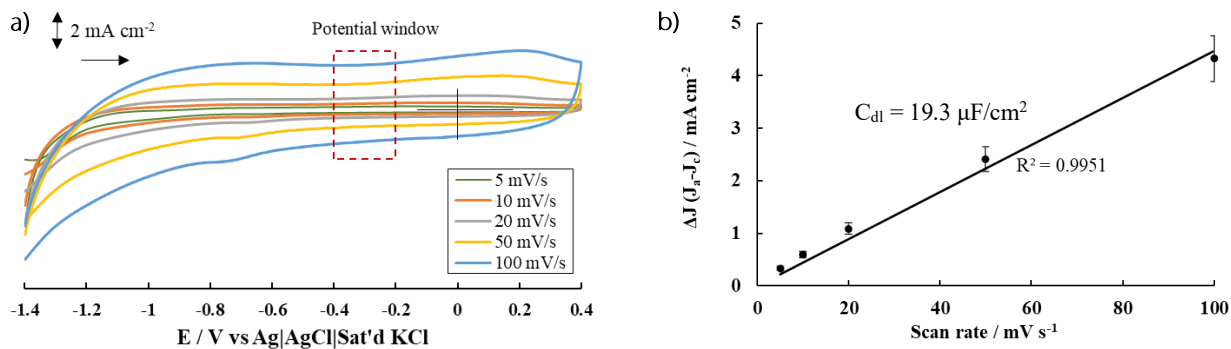 a)
2 mA cm-2
Potential window
5 mV/s
10 mV/s
20 mV/s
50 mV/s
100 mV/s
-1.4 -1.2 -1 -0.8 -0.6 -0.4 -0.2 0 0.2 0.4
E / V vs Ag|AgCl|Sat'd KCl
b)
5
4
3
2
1
0
ΔJ (Ja-Jc) / mA cm-2
Cdl = 19.3 µF/cm2
R² = 0.9951
0 20 40 60 80 100
Scan rate / mV s-1